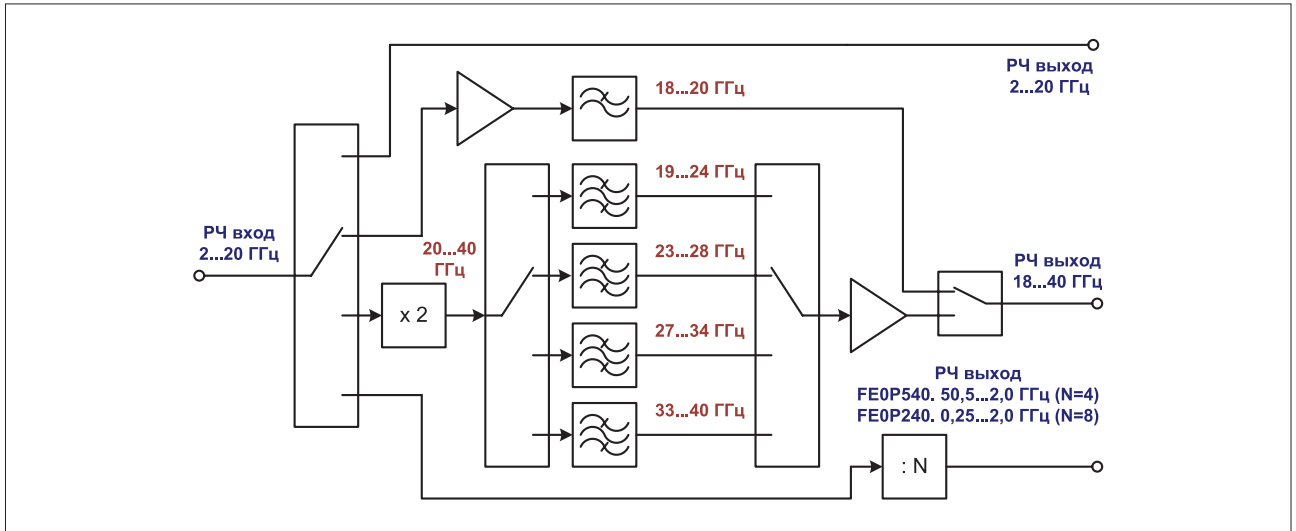 РЧ выход
2...20 ГГц
18...20 ГГц
19...24 ГГц
РЧ вход
2...20 ГГц
20...40
ГГц
x 2
23...28 ГГц
РЧ выход
18...40 ГГц
27...34 ГГц
РЧ выход
FE0P540. 50,5...2,0 ГГц (N=4)
FE0P240. 0,25...2,0 ГГц (N=8)
33...40 ГГц
: N